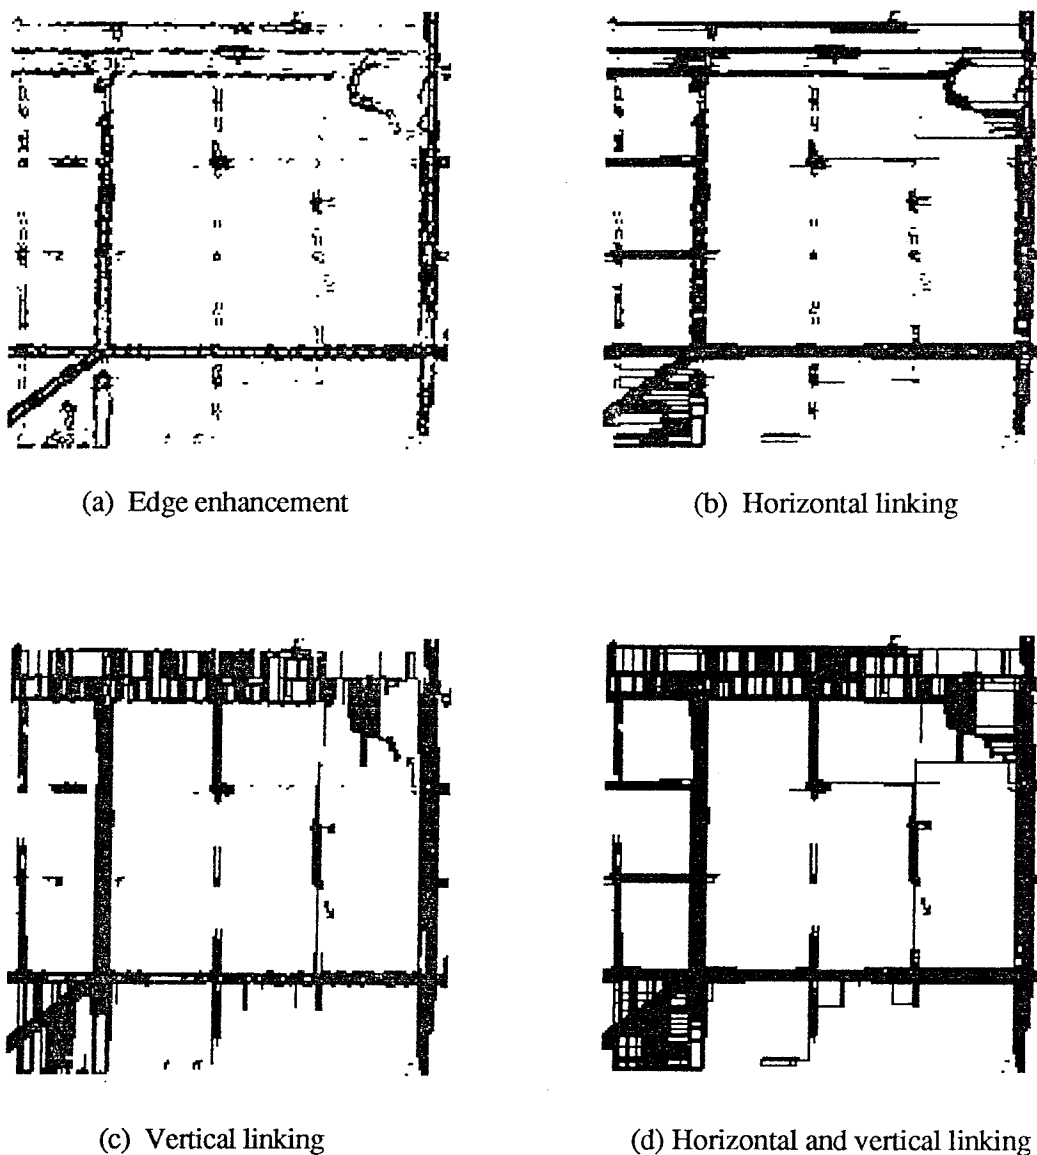 (a) Edge enhancement
(b) Horizontal linking
(c) Vertical linking
(d) Horizontal and vertical linking